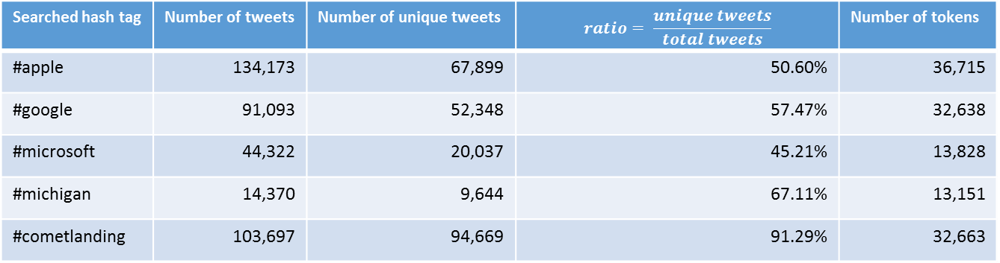 Searched hash tag Number of tweets Number of unique tweets ratio = unique tweets / total tweets Number of tokens
#apple 134,173 67,899 50.60% 36,715
#google 91,093 52,348 57.47% 32,638
#microsoft 44,322 20,037 45.21% 13,828
#michigan 14,370 9,644 67.11% 13,151
#cometlanding 103,697 94,669 91.29% 32,663